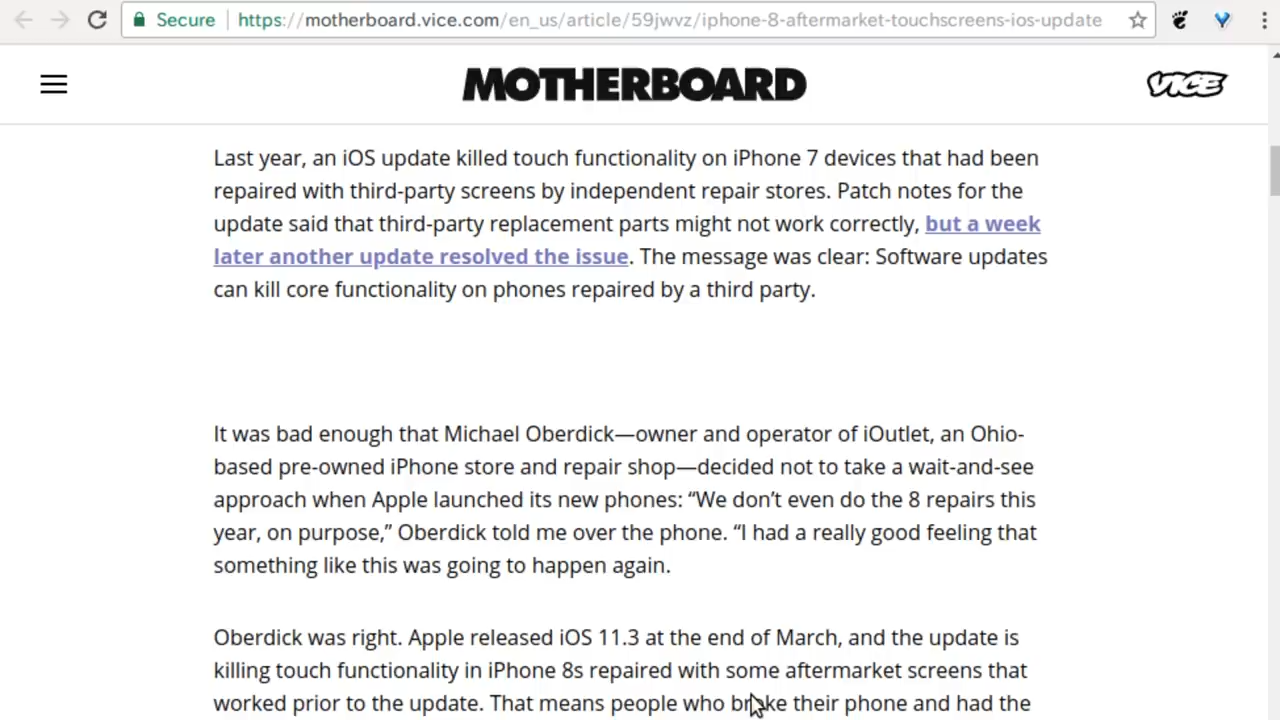 Secure https://motherboard.vice.com/en_us/article/59jwvz/iphone-8-aftermarket-touchscreens-ios-update
MOTHERBOARD
VICE
Last year, an iOS update killed touch functionality on iPhone 7 devices that had been
repaired with third-party screens by independent repair stores. Patch notes for the
update said that third-party replacement parts might not work correctly, but a week
later another update resolved the issue. The message was clear: Software updates
can kill core functionality on phones repaired by a third party.
It was bad enough that Michael Oberdick—owner and operator of iOutlet, an Ohio-
based pre-owned iPhone store and repair shop—decided not to take a wait-and-see
approach when Apple launched its new phones: “We don’t even do the 8 repairs this
year, on purpose,” Oberdick told me over the phone. “I had a really good feeling that
something like this was going to happen again.
Oberdick was right. Apple released iOS 11.3 at the end of March, and the update is
killing touch functionality in iPhone 8s repaired with some aftermarket screens that
worked prior to the update. That means people who broke their phone and had the